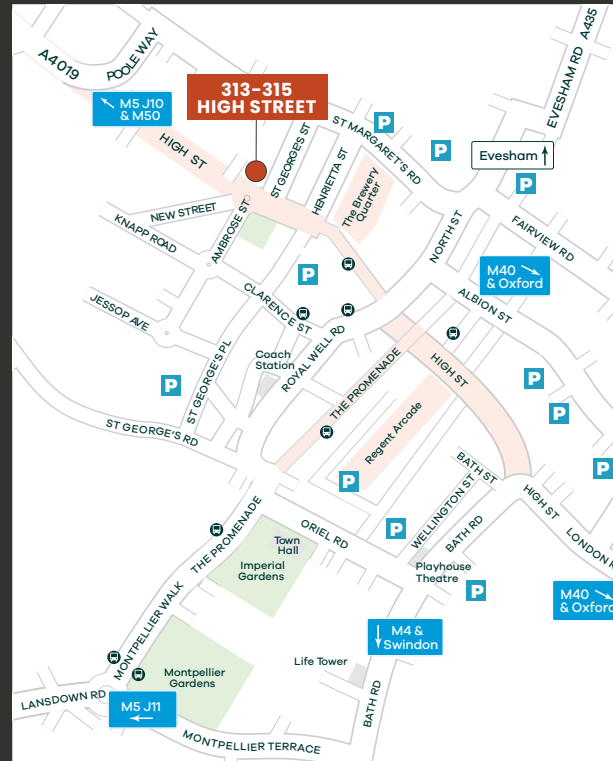 A4019
POOLE WAY
EVESHAM RD A435
313-315
HIGH STREET
M5 J10
& M50
HIGH ST
ST GEORGE'S ST
ST MARGARET'S RD
P
P
Evesham
P
HENRIETTA ST
The Brewery
Quarter
NEW STREET
AMBROSE ST
KNAPP ROAD
NORTH ST
FAIRVIEW RD
M40
& Oxford
P
JESSOP AVE
CLARENCE ST
ALBION ST
ROYAL WELL RD
Coach
Station
ST GEORGE'S PL
THE PROMENADE
HIGH ST
P
P
P
Regent Arcade
ST GEORGE'S RD
BATH ST
P
P
WELLINGTON ST
HIGH ST
THE PROMENADE
ORIEL RD
P
BATH RD
LONDON R
Town
Hall
Imperial
Gardens
Playhouse
Theatre
P
M40
& Oxford
MONTPELLIER WALK
M4 &
Swindon
Life Tower
Montpellier
Gardens
LANSDOWN RD
M5 J11
BATH RD
MONTPELLIER TERRACE